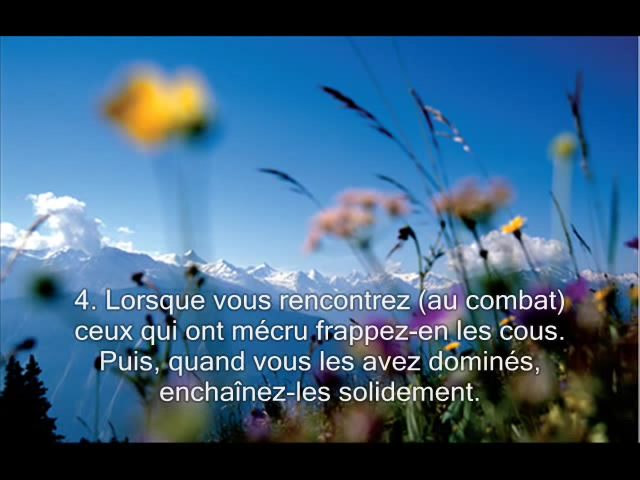 4. Lorsque vous rencontrez (au combat)
ceux qui ont mécru frappez-en les cous.
Puis, quand vous les avez dominés,
enchaînez-les solidement.